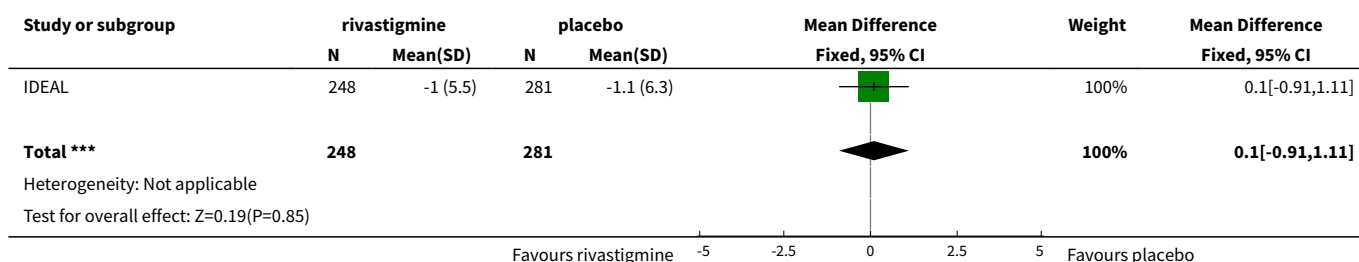 Study or subgroup rivastigmine placebo Mean Difference Weight Mean Difference
N Mean(SD) N Mean(SD) Fixed, 95% CI Fixed, 95% CI
IDEAL 248 -1 (5.5) 281 -1.1 (6.3) 100% 0.1[-0.91,1.11]
Total *** 248 281 100% 0.1[-0.91,1.11]
Heterogeneity: Not applicable
Test for overall effect: Z=0.19(P=0.85)
Favours rivastigmine -5 -2.5 0 2.5 5 Favours placebo